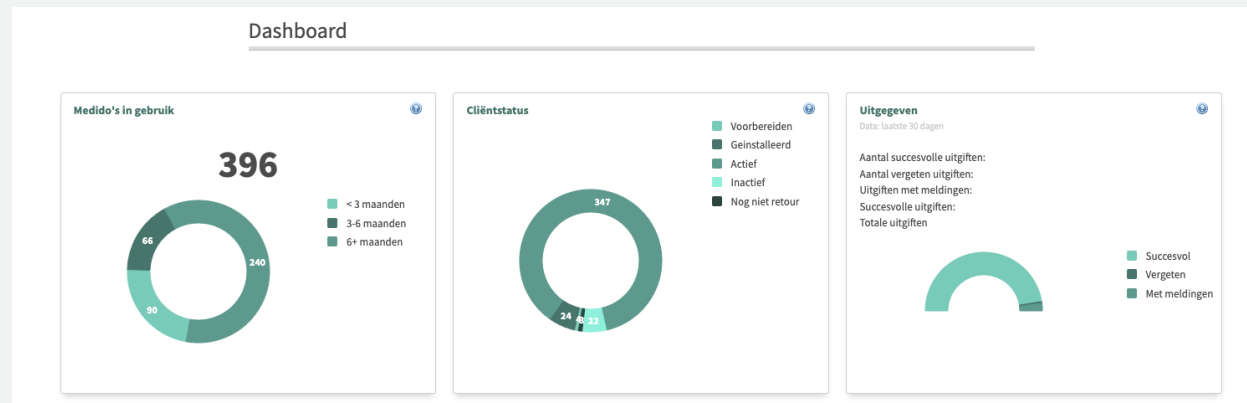 Dashboard
Medido's in gebruik
396
< 3 maanden
3-6 maanden
6+ maanden
66
240
90
Cliëntstatus
Voorbereiden
Geinstalleerd
Actief
Inactief
Nog niet retour
347
24
22
Uitgegeven
Data: laatste 30 dagen
Aantal succesvolle uitgiften:
Aantal vergeten uitgiften:
Uitgiften met meldingen:
Succesvolle uitgiften:
Totale uitgiften
Succesvol
Vergeten
Met meldingen